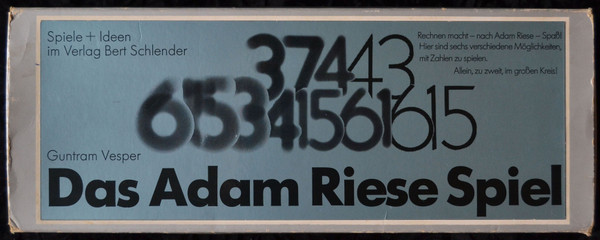 Spiele + Ideen
im Verlag Bert Schlender
Rechnen macht – nach Adam Riese – Spaß!
Hier sind sechs verschiedene Möglichkeiten,
mit Zahlen zu spielen.
Allein, zu zweit, im großen Kreis!
37443
615341561615
Guntram Vesper
Das Adam Riese Spiel